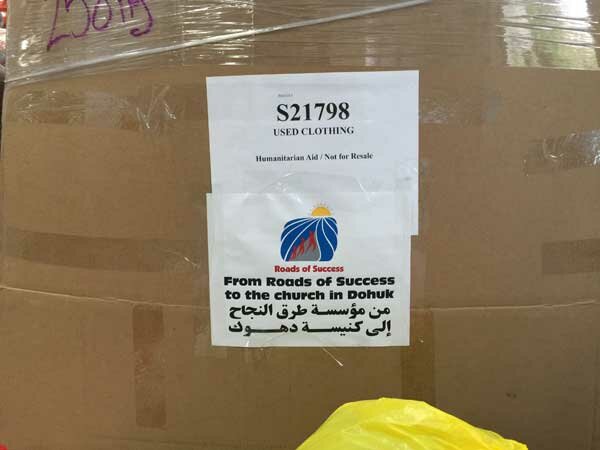 S21798
USED CLOTHING
Humanitarian Aid / Not for Resale
Roads of Success
From Roads of Success
to the church in Dohuk
من مؤسسة طرق النجاح
إلى كنيسة دهوك